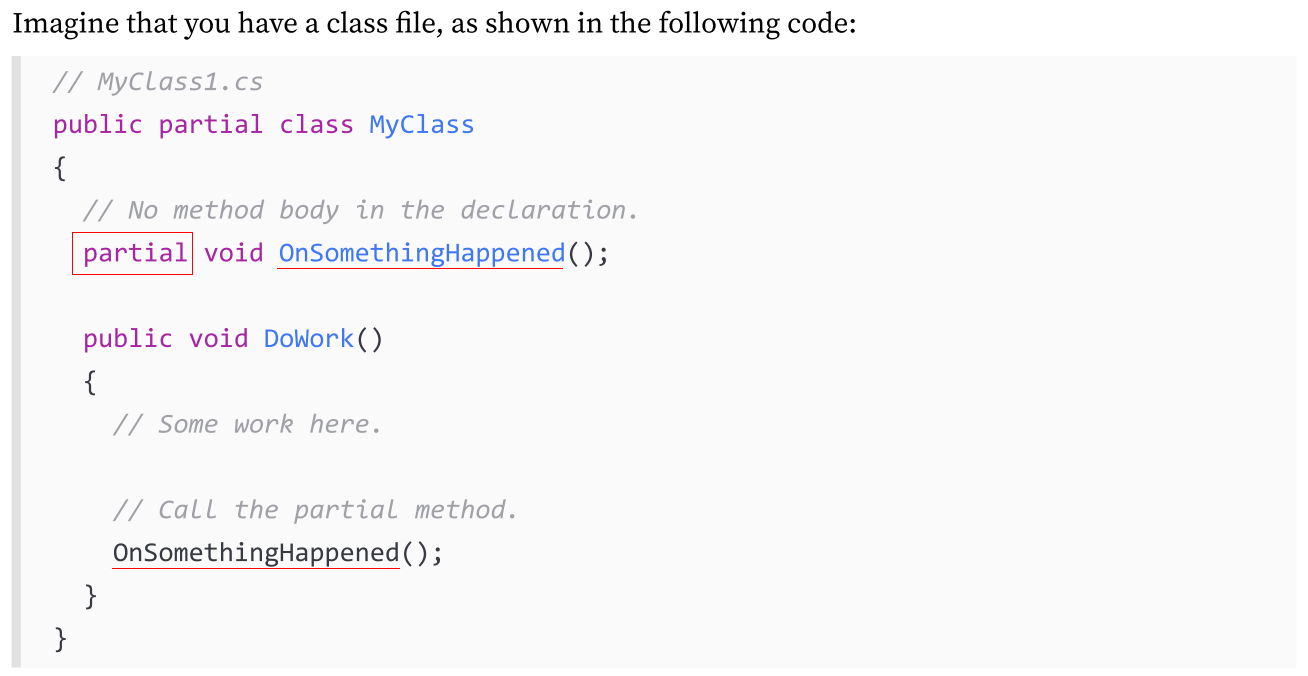 Imagine that you have a class file, as shown in the following code:
// MyClass1.cs
public partial class MyClass
{
  // No method body in the declaration.
  partial void OnSomethingHappened();

  public void DoWork()
  {
    // Some work here.

    // Call the partial method.
    OnSomethingHappened();
  }
}